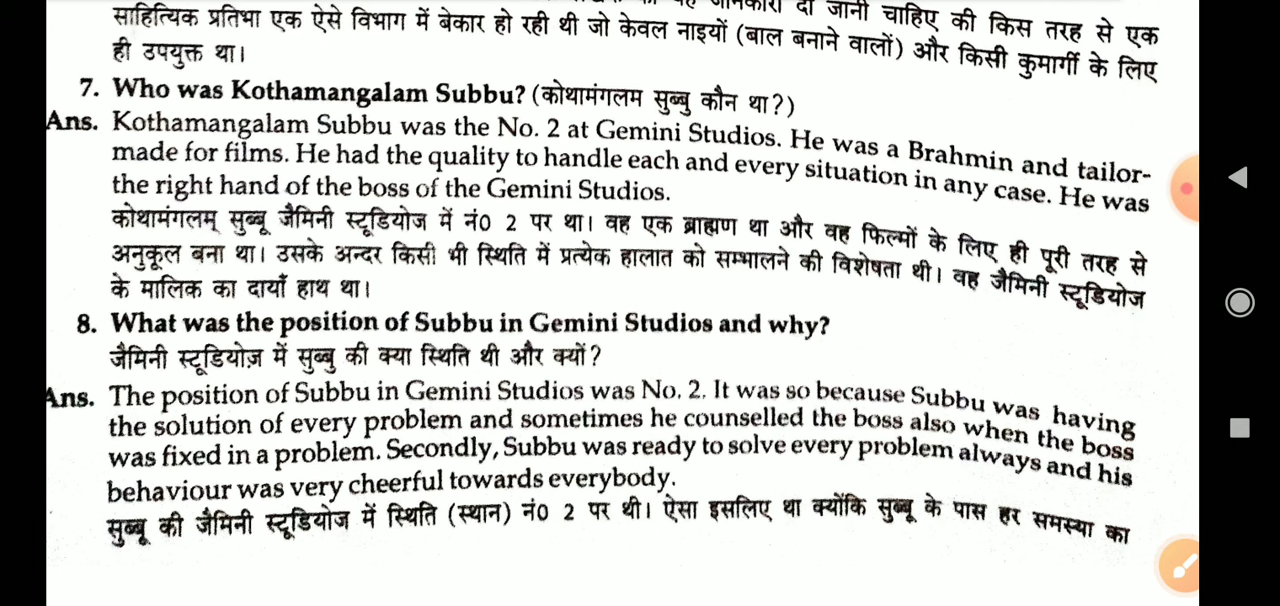 जानकारी दी जानी चाहिए की किस तरह से एक
साहित्यिक प्रतिभा एक ऐसे विभाग में बेकार हो रही थी जो केवल नाइयों (बाल बनाने वालों) और किसी कुमार्गी के लिए
ही उपयुक्त था।
7. Who was Kothamangalam Subbu? (कोथामंगलम सुब्बु कौन था?)
Ans. Kothamangalam Subbu was the No. 2 at Gemini Studios. He was a Brahmin and tailor-
made for films. He had the quality to handle each and every situation in any case. He was
the right hand of the boss of the Gemini Studios.
कोथामंगलम् सुब्बू जैमिनी स्टूडियोज में नं0 2 पर था। वह एक ब्राह्मण था और वह फिल्मों के लिए ही पूरी तरह से
अनुकूल बना था। उसके अन्दर किसी भी स्थिति में प्रत्येक हालात को सम्भालने की विशेषता थी। वह जैमिनी स्टूडियोज
के मालिक का दायाँ हाथ था।
8. What was the position of Subbu in Gemini Studios and why?
जैमिनी स्टूडियोज़ में सुब्बु की क्या स्थिति थी और क्यों?
Ans. The position of Subbu in Gemini Studios was No. 2. It was so because Subbu was having
the solution of every problem and sometimes he counselled the boss also when the boss
was fixed in a problem. Secondly, Subbu was ready to solve every problem always and his
behaviour was very cheerful towards everybody.
सुब्बू की जैमिनी स्टूडियोज में स्थिति (स्थान) नं0 2 पर थी। ऐसा इसलिए था क्योंकि सुब्बू के पास हर समस्या का